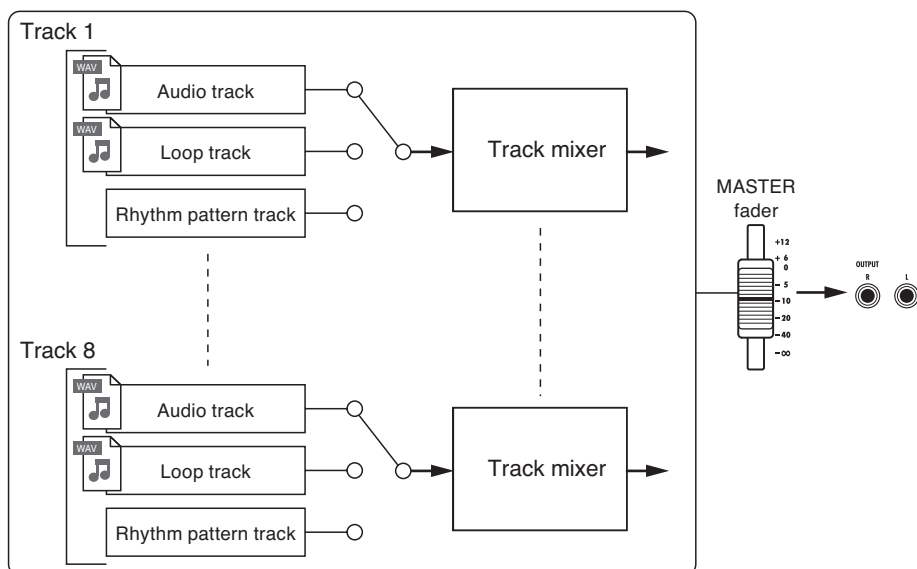 Track 1
WAV
Audio track
WAV
Loop track
Rhythm pattern track
Track mixer
Track 8
WAV
Audio track
WAV
Loop track
Rhythm pattern track
Track mixer
MASTER
fader
+12
+ 6
0
- 5
- 10
- 20
- 40
- ∞
OUTPUT
R L